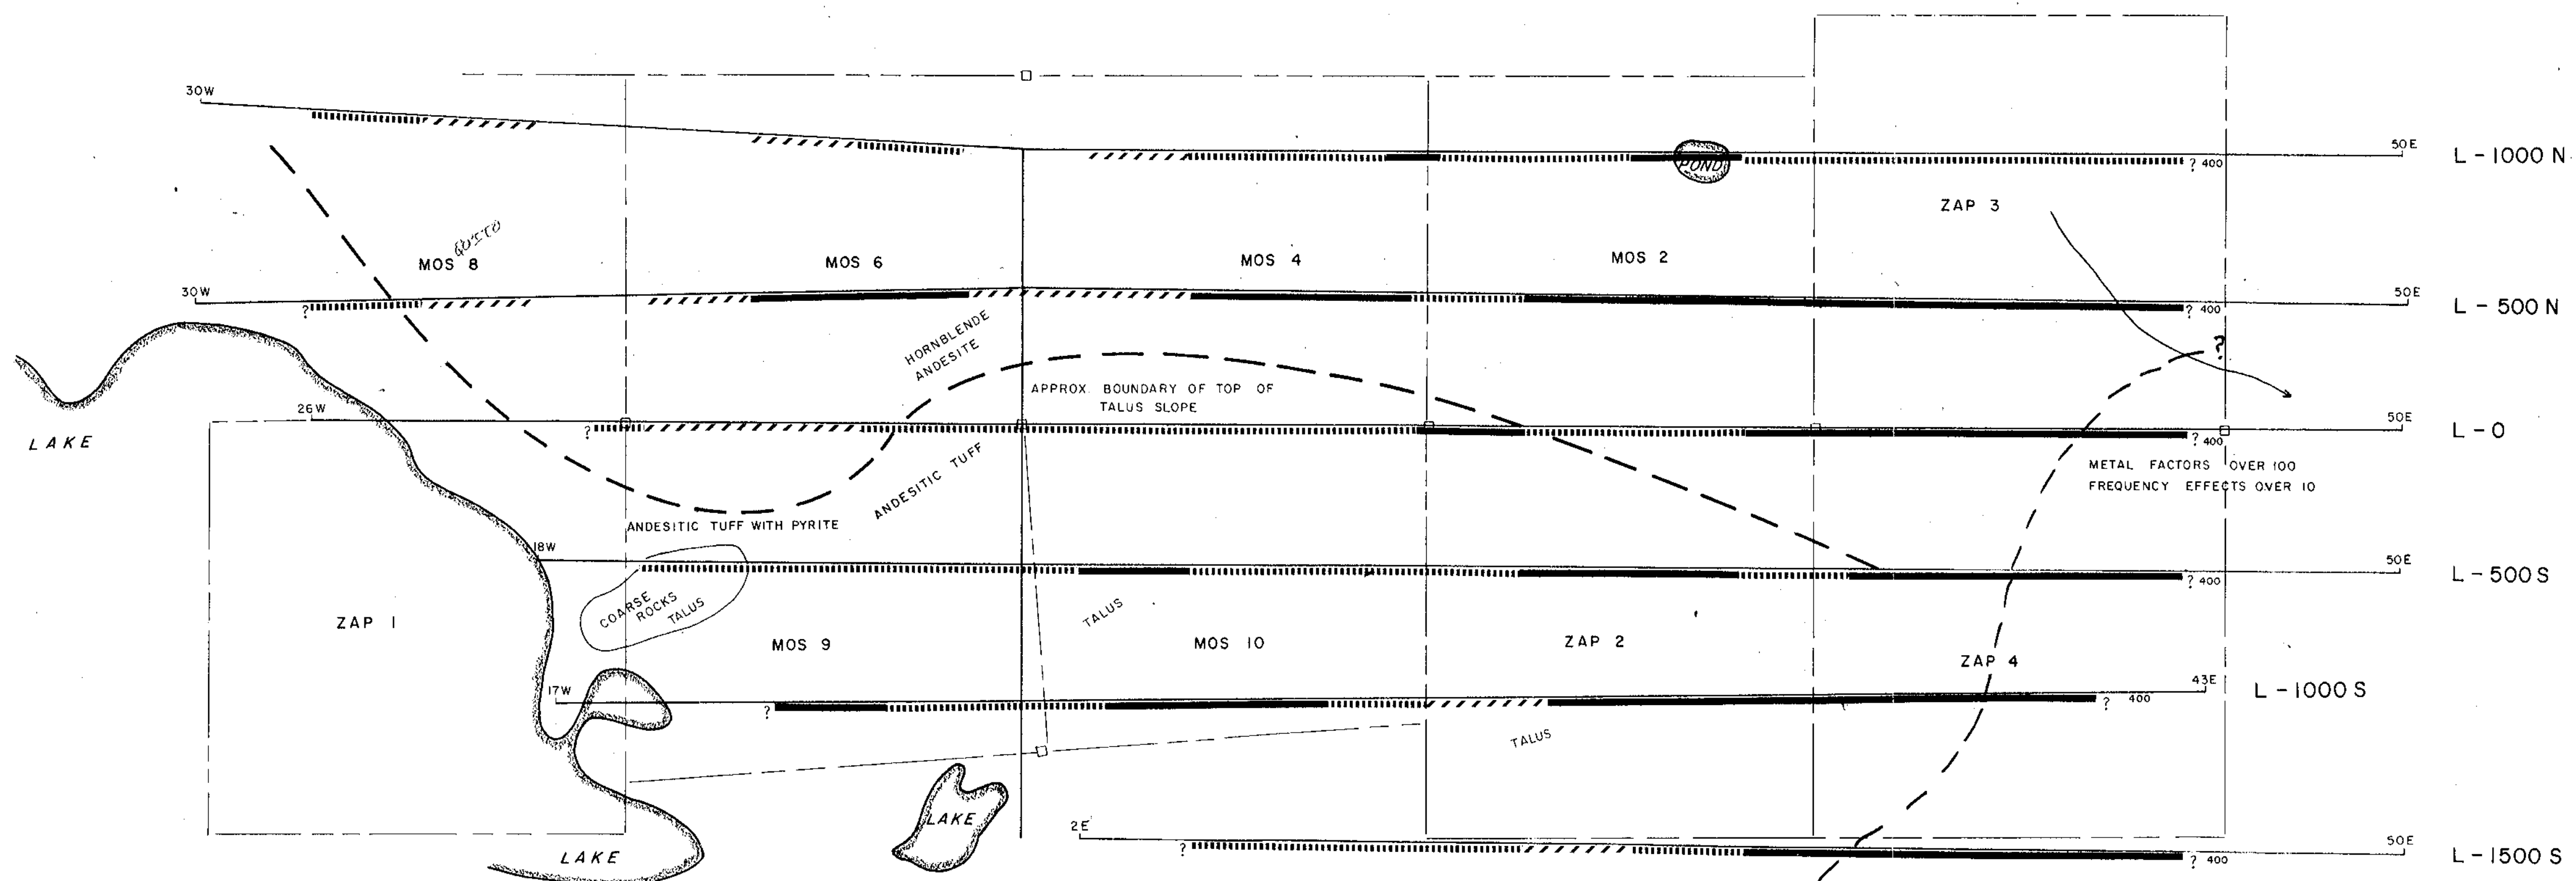 30W
50E
L-1000 N
POND
? 400
ZAP 3
MOS 8
MOS 6
MOS 4
MOS 2
30W
50E
L-500 N
?
? 400
HORNBLENDE
ANDESITE
?
APPROX. BOUNDARY OF TOP OF
TALUS SLOPE
26W
50E
L-0
LAKE
?
? 400
METAL FACTORS OVER 100
FREQUENCY EFFECTS OVER 10
ANDESITIC TUFF
ANDESITIC TUFF WITH PYRITE
18W
50E
L-500 S
? 400
COARSE
ROCKS
TALUS
TALUS
ZAP 1
MOS 9
MOS 10
ZAP 2
ZAP 4
17W
43E
L-1000 S
?
? 400
TALUS
LAKE
2E
50E
L-1500 S
?
? 400
LAKE